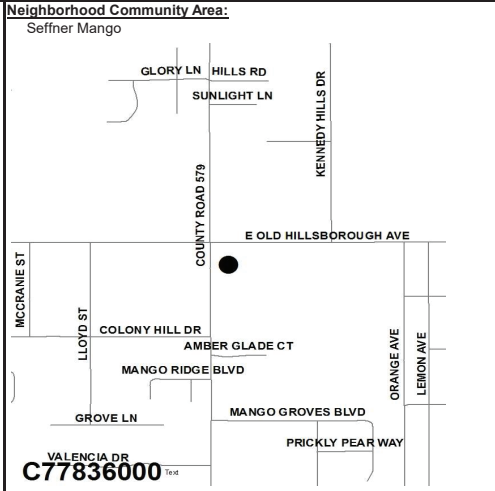 Neighborhood Community Area:
Seffner Mango
GLORY LN
HILLS RD
SUNLIGHT LN
KENNEDY HILLS DR
COUNTY ROAD 579
E OLD HILLSBOROUGH AVE
MCCRANIE ST
LLOYD ST
COLONY HILL DR
AMBER GLADE CT
MANGO RIDGE BLVD
ORANGE AVE
LEMON AVE
GROVE LN
MANGO GROVES BLVD
PRICKLY PEAR WAY
VALENCIA DR
C77836000
Text